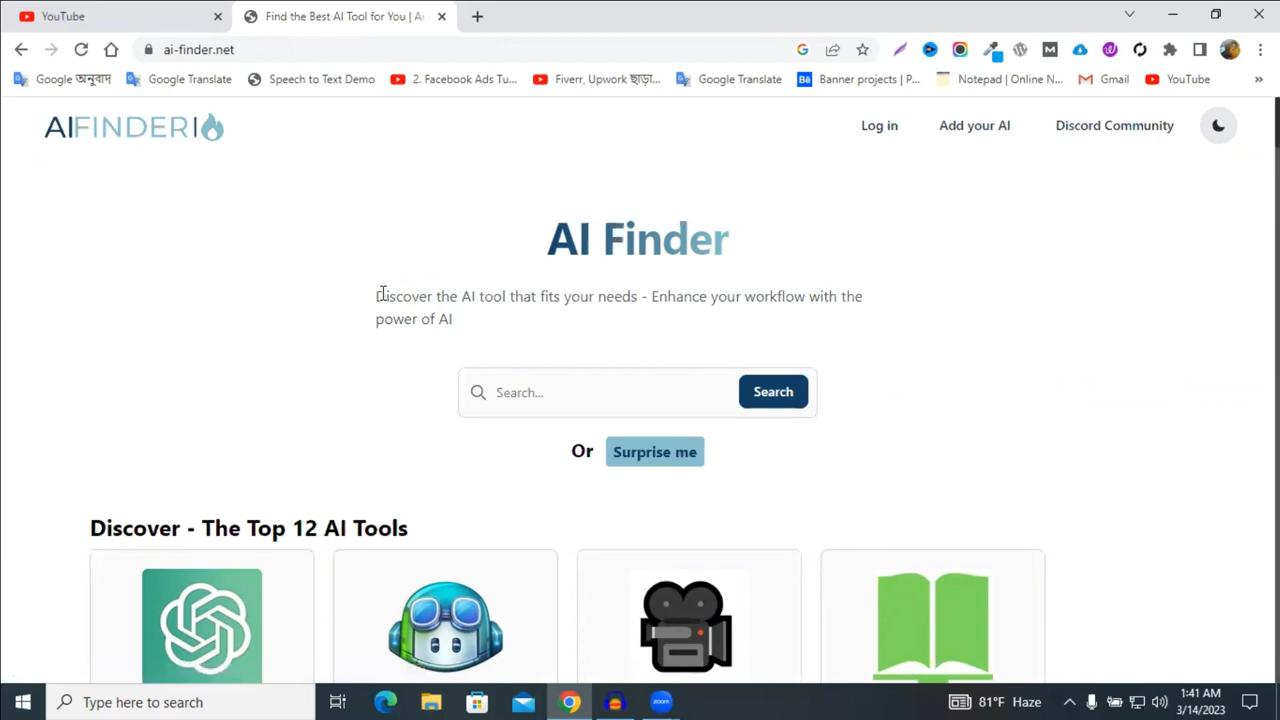 YouTube
Find the Best AI Tool for You | Ai
ai-finder.net
Google অনুবাদ
Google Translate
Speech to Text Demo
2. Facebook Ads Tu...
Fiverr, Upwork ছাড়া...
Google Translate
Banner projects | P...
Notepad | Online N...
Gmail
YouTube
AIFINDER
Log in
Add your AI
Discord Community
AI Finder
Discover the AI tool that fits your needs - Enhance your workflow with the
power of AI
Search...
Search
Or
Surprise me
Discover - The Top 12 AI Tools
Type here to search
zoom
81°F Haze
1:41 AM
3/14/2023